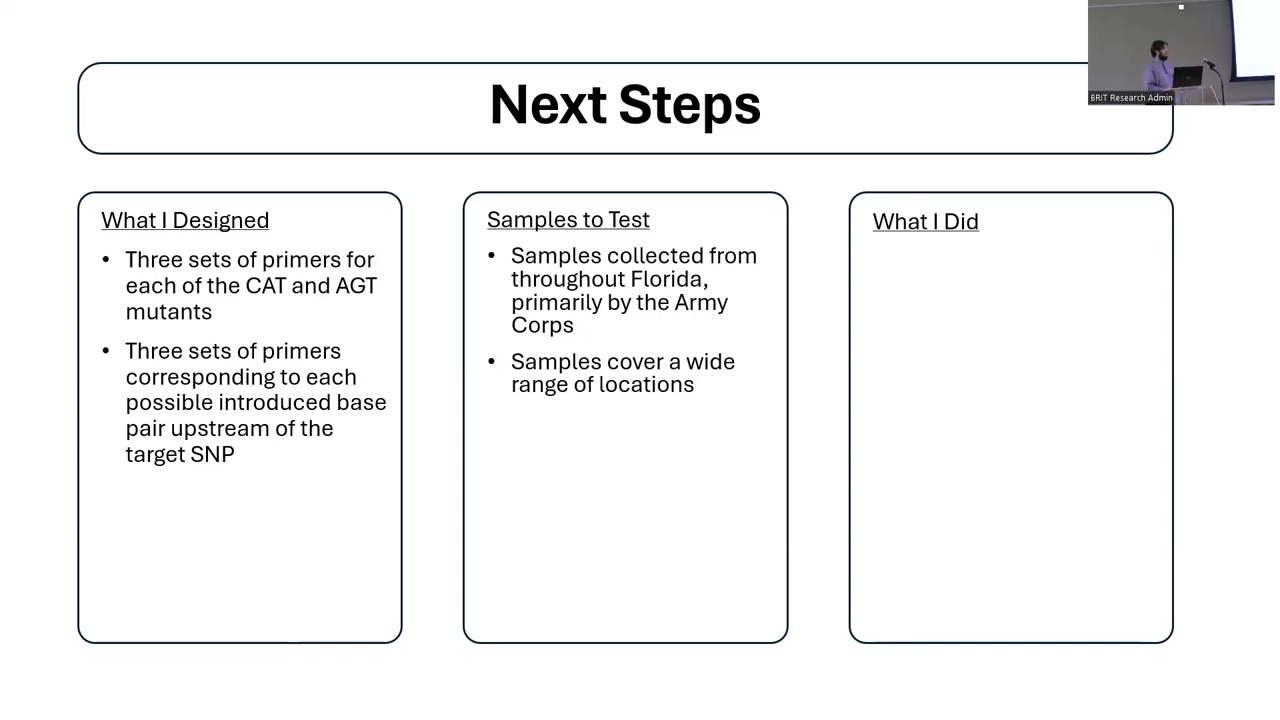 Next Steps
BRIT Research Admin
What I Designed
• Three sets of primers for
each of the CAT and AGT
mutants
• Three sets of primers
corresponding to each
possible introduced base
pair upstream of the
target SNP
Samples to Test
• Samples collected from
throughout Florida,
primarily by the Army
Corps
• Samples cover a wide
range of locations
What I Did